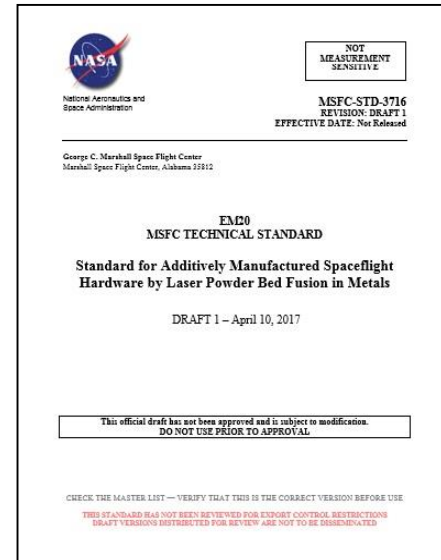 NASA
National Aeronautics and
Space Administration
NOT
MEASUREMENT
SENSITIVE
MSFC-STD-3716
REVISION: DRAFT 1
EFFECTIVE DATE: Not Released
George C. Marshall Space Flight Center
Marshall Space Flight Center, Alabama 35812
EM20
MSFC TECHNICAL STANDARD
Standard for Additively Manufactured Spaceflight
Hardware by Laser Powder Bed Fusion in Metals
DRAFT 1 – April 10, 2017
This official draft has not been approved and is subject to modification.
DO NOT USE PRIOR TO APPROVAL
CHECK THE MASTER LIST — VERIFY THAT THIS IS THE CORRECT VERSION BEFORE USE
THIS STANDARD HAS NOT BEEN REVIEWED FOR EXPORT CONTROL RESTRICTIONS
DRAFT VERSIONS DISTRIBUTED FOR REVIEW ARE NOT TO BE DISSEMINATED